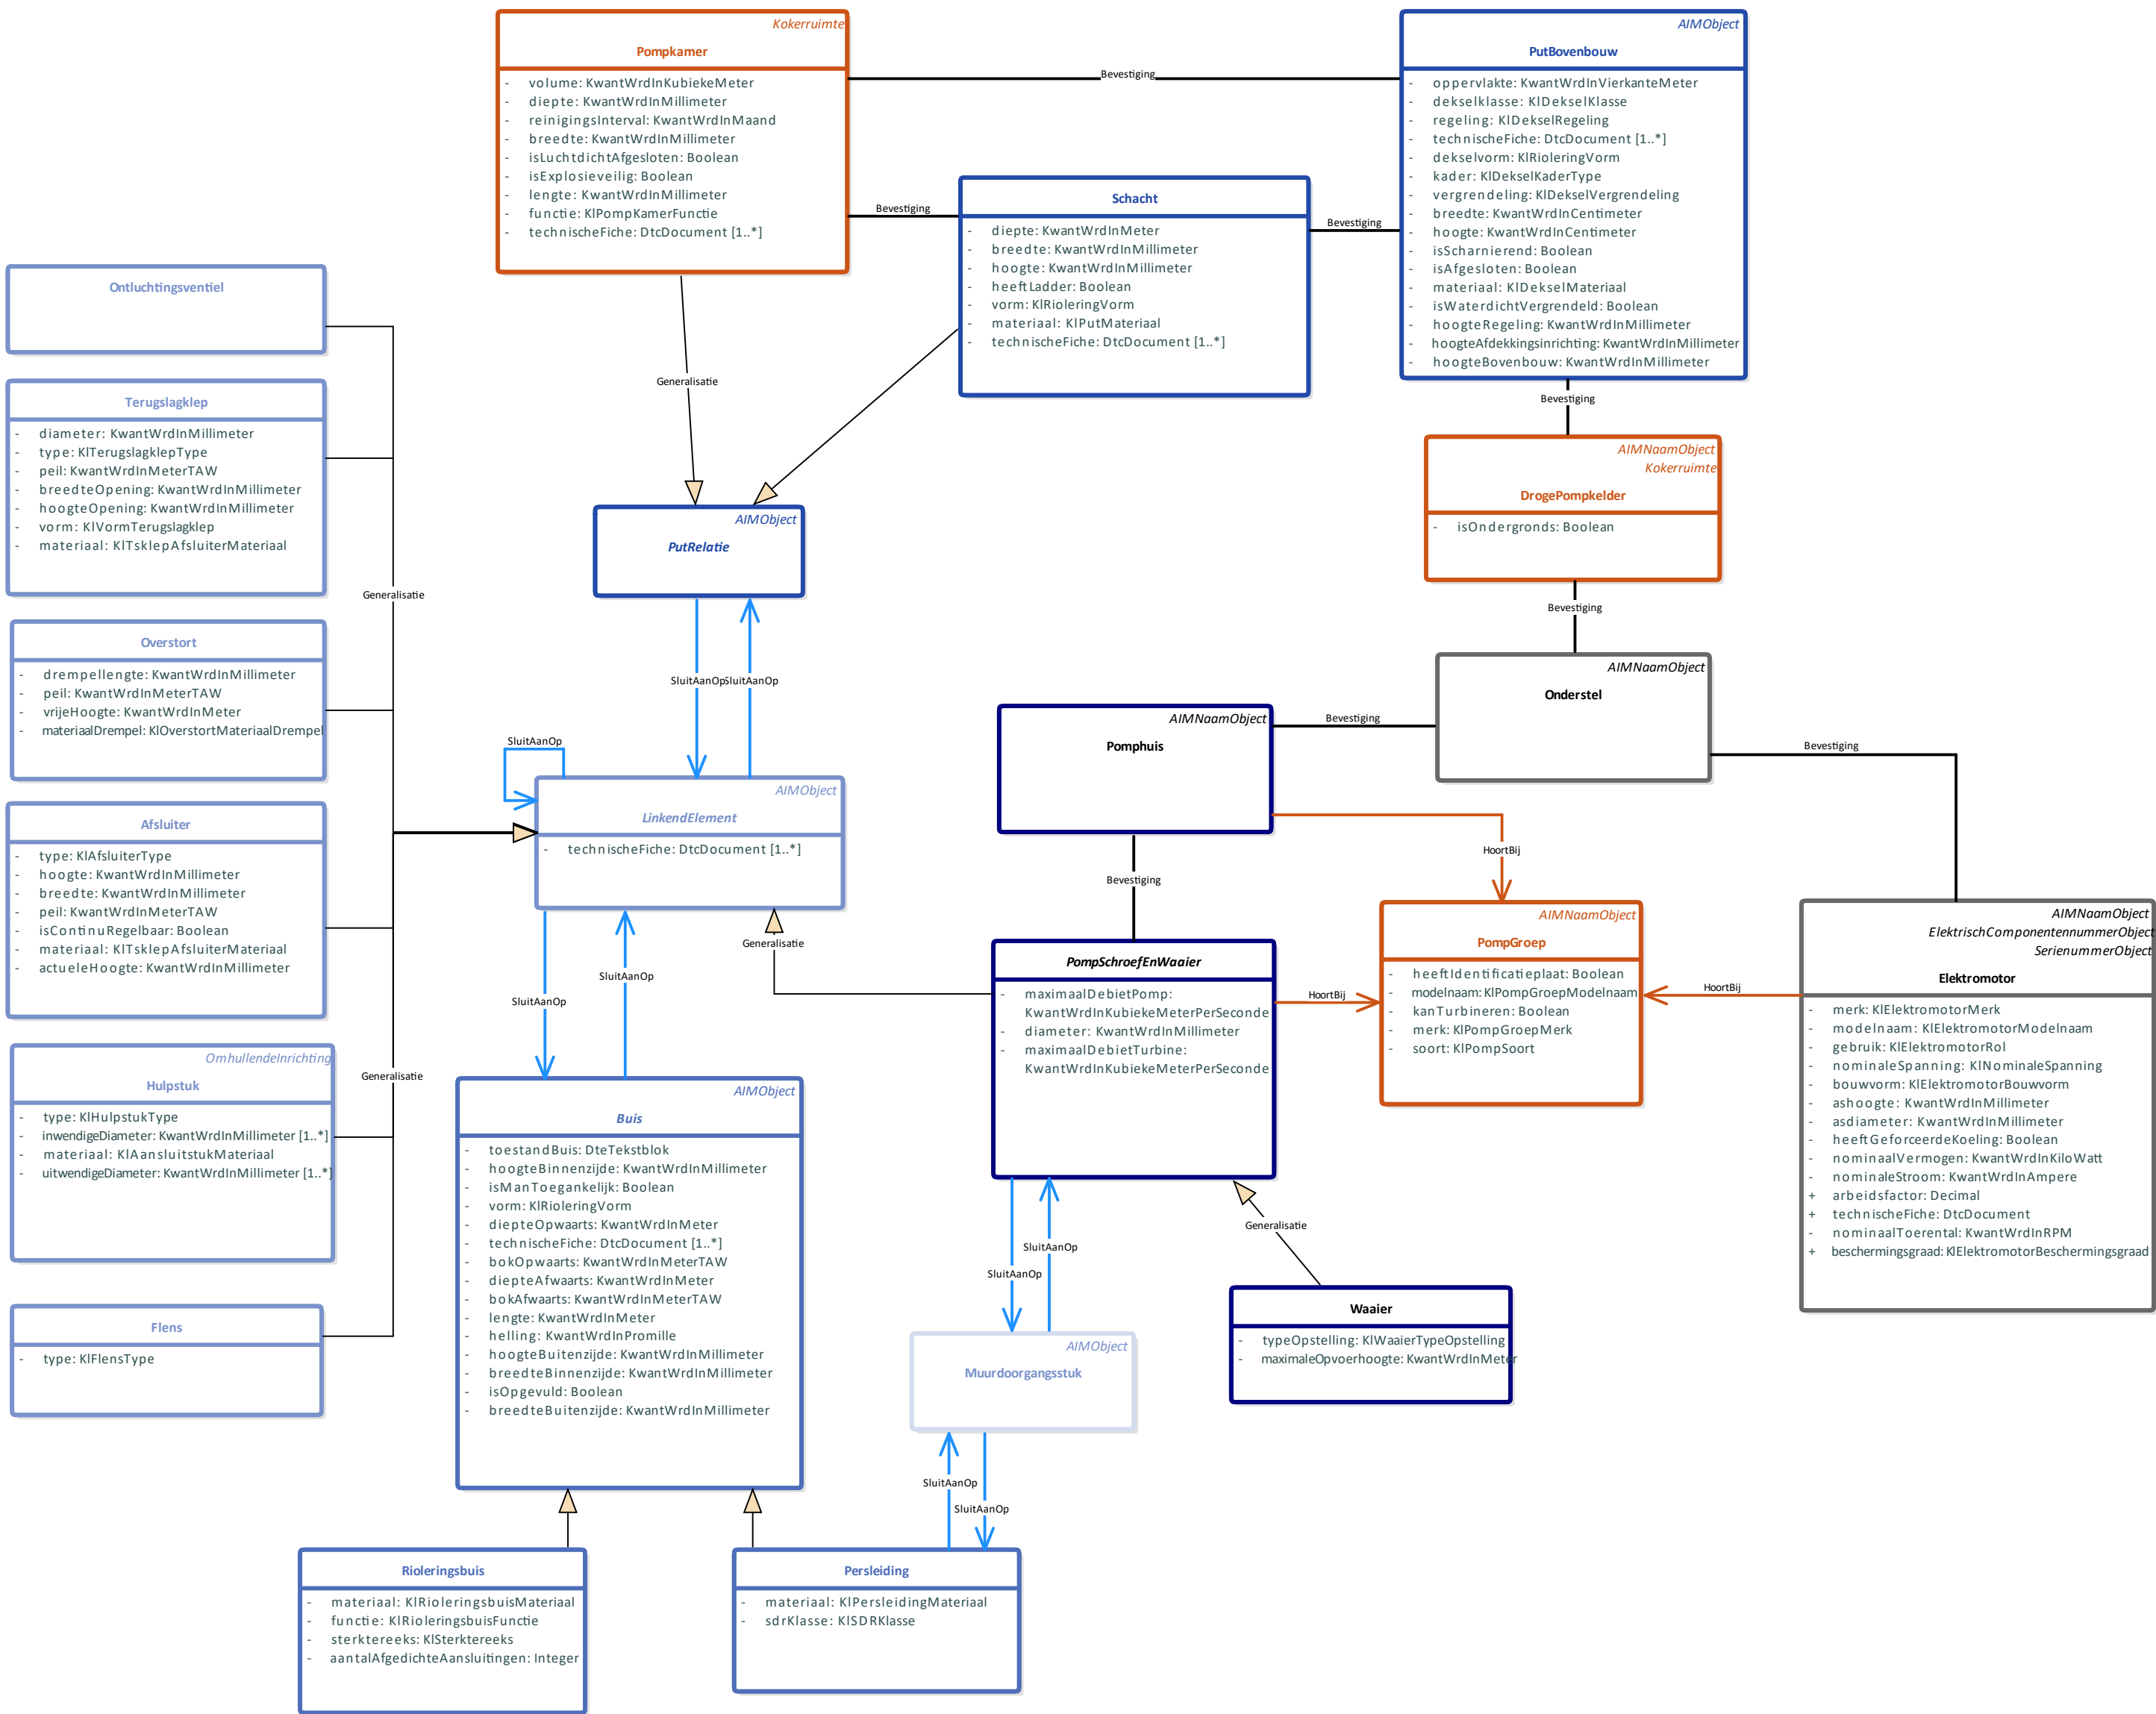 Kokerruimte
Pompkamer
- volume: KwantWrdInKubiekeMeter
- diepte: KwantWrdInMillimeter
- reinigingsInterval: KwantWrdInMaand
- breedte: KwantWrdInMillimeter
- isLuchtdichtAfgesloten: Boolean
- isExplosieveilig: Boolean
- lengte: KwantWrdInMillimeter
- functie: KlPompKamerFunctie
- technischeFiche: DtcDocument [1..*]
Bevestiging
AIMObject
PutBovenbouw
- oppervlakte: KwantWrdInVierkanteMeter
- dekselklasse: KlDekselKlasse
- regeling: KlDekselRegeling
- technischeFiche: DtcDocument [1..*]
- dekselvorm: KlRioleringVorm
- kader: KlDekselKaderType
- vergrendeling: KlDekselVergrendeling
- breedte: KwantWrdInCentimeter
- hoogte: KwantWrdInCentimeter
- isScharnierend: Boolean
- isAfgesloten: Boolean
- materiaal: KlDekselMateriaal
- isWaterdichtVergrendeld: Boolean
- hoogteRegeling: KwantWrdInMillimeter
- hoogteAfdekkingsinrichting: KwantWrdInMillimeter
- hoogteBovenbouw: KwantWrdInMillimeter
Bevestiging
Schacht
- diepte: KwantWrdInMeter
- breedte: KwantWrdInMillimeter
- hoogte: KwantWrdInMillimeter
- heeftLadder: Boolean
- vorm: KlRioleringVorm
- materiaal: KlPutMateriaal
- technischeFiche: DtcDocument [1..*]
Bevestiging
Bevestiging
Ontluchtingsventiel
Terugslagklep
- diameter: KwantWrdInMillimeter
- type: KlTerugslagklepType
- peil: KwantWrdInMeterTAW
- breedteOpening: KwantWrdInMillimeter
- hoogteOpening: KwantWrdInMillimeter
- vorm: KlVormTerugslagklep
- materiaal: KlTsklepAfsluiterMateriaal
Generalisatie
Generalisatie
AIMNaamObject
Kokerruimte
DrogePompkelder
- isOndergronds: Boolean
Bevestiging
AIMObject
PutRelatie
SluitAanOp
SluitAanOp
Overstort
- drempellengte: KwantWrdInMillimeter
- peil: KwantWrdInMeterTAW
- vrijeHoogte: KwantWrdInMeter
- materiaalDrempel: KlOverstortMateriaalDrempel
AIMNaamObject
Onderstel
AIMNaamObject
Pomphuis
Bevestiging
Bevestiging
SluitAanOp
AIMObject
LinkendElement
- technischeFiche: DtcDocument [1..*]
Afsluiter
- type: KlAfsluiterType
- hoogte: KwantWrdInMillimeter
- breedte: KwantWrdInMillimeter
- peil: KwantWrdInMeterTAW
- isContinuRegelbaar: Boolean
- materiaal: KlTsklepAfsluiterMateriaal
- actueleHoogte: KwantWrdInMillimeter
HoortBij
Bevestiging
Generalisatie
SluitAanOp
SluitAanOp
PompSchroefEnWaaier
- maximaalDebietPomp:
KwantWrdInKubiekeMeterPerSeconde
- diameter: KwantWrdInMillimeter
- maximaalDebietTurbine:
KwantWrdInKubiekeMeterPerSeconde
HoortBij
AIMNaamObject
PompGroep
- heeftIdentificatieplaat: Boolean
- modelnaam: KlPompGroepModelnaam
- kanTurbineren: Boolean
- merk: KlPompGroepMerk
- soort: KlPompSoort
HoortBij
AIMNaamObject
ElektrischComponentennummerObject
SerienummerObject
Elektromotor
- merk: KlElektromotorMerk
- modelnaam: KlElektromotorModelnaam
- gebruik: KlElektromotorRol
- nominaleSpanning: KlNominaleSpanning
- bouwvorm: KlElektromotorBouwvorm
- ashoogte: KwantWrdInMillimeter
- asdiameter: KwantWrdInMillimeter
- heeftGeforceerdeKoeling: Boolean
- nominaalVermogen: KwantWrdInKiloWatt
- nominaleStroom: KwantWrdInAmpere
+ arbeidsfactor: Decimal
+ technischeFiche: DtcDocument
- nominaalToerental: KwantWrdInRPM
+ beschermingsgraad: KlElektromotorBeschermingsgraad
OmhullendeInrichting
Hulpstuk
- type: KlHulpstukType
- inwendigeDiameter: KwantWrdInMillimeter [1..*]
- materiaal: KlAansluitstukMateriaal
- uitwendigeDiameter: KwantWrdInMillimeter [1..*]
Generalisatie
AIMObject
Buis
- toestandBuis: DteTekstblok
- hoogteBinnenzijde: KwantWrdInMillimeter
- isManToegankelijk: Boolean
- vorm: KlRioleringVorm
- diepteOpwaarts: KwantWrdInMeter
- technischeFiche: DtcDocument [1..*]
- bokOpwaarts: KwantWrdInMeterTAW
- diepteAfwaarts: KwantWrdInMeter
- bokAfwaarts: KwantWrdInMeterTAW
- lengte: KwantWrdInMeter
- helling: KwantWrdInPromille
- hoogteBuitenzijde: KwantWrdInMillimeter
- breedteBinnenzijde: KwantWrdInMillimeter
- isOpgevuld: Boolean
- breedteBuitenzijde: KwantWrdInMillimeter
SluitAanOp
SluitAanOp
Generalisatie
Flens
- type: KlFlensType
AIMObject
Muurdoorgangsstuk
Waaier
- typeOpstelling: KlWaaierTypeOpstelling
- maximaleOpvoerhoogte: KwantWrdInMeter
SluitAanOp
SluitAanOp
Rioleringsbuis
- materiaal: KlRioleringsbuisMateriaal
- functie: KlRioleringsbuisFunctie
- sterktereeks: KlSterktereeks
- aantalAfgedichteAansluitingen: Integer
Persleiding
- materiaal: KlPersleidingMateriaal
- sdrKlasse: KlSDRKlasse